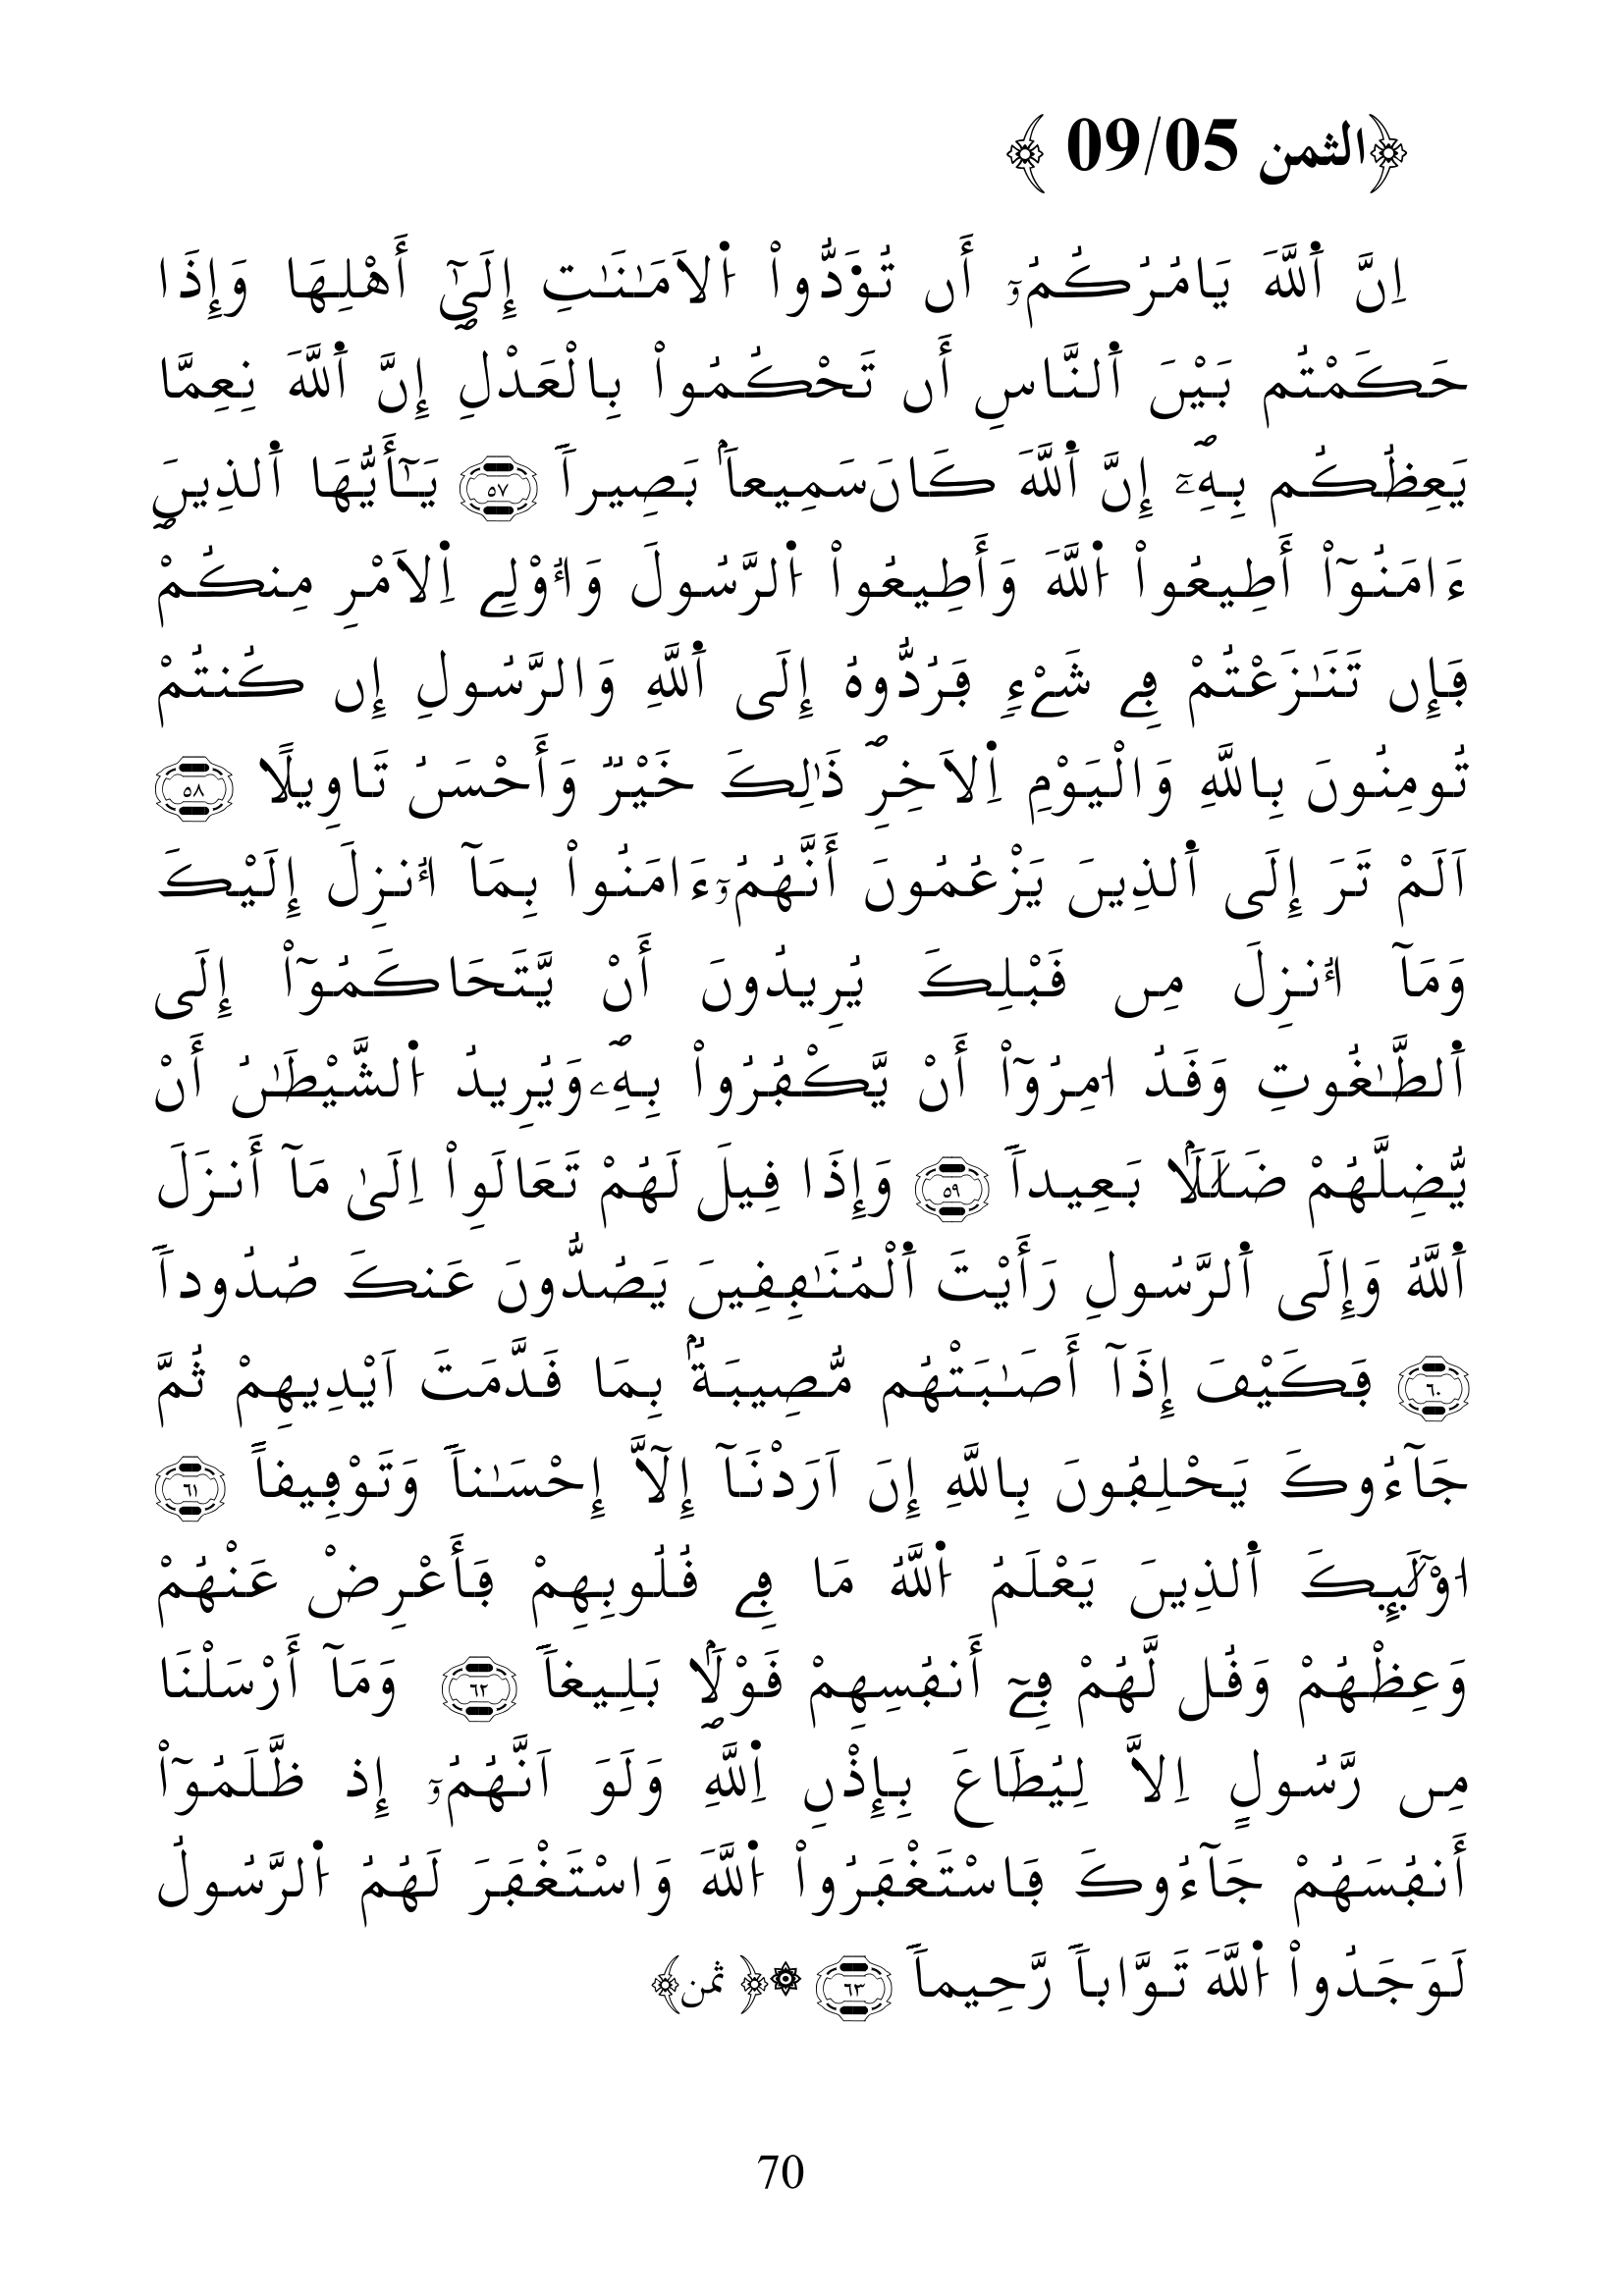 ﴿الثمن 09/05 ﴾
اِنَّ اَ۬للَّهَ يَامُرُكُمُۥٓ أَن تُؤَدُّواْ اُ۬لَامَٰنَٰتِ إِلَيٰٓ أَهْلِهَا وَإِذَا
حَكَمْتُم بَيْنَ اَ۬لنَّاسِ أَن تَحْكُمُواْ بِالْعَدْلِۖ إِنَّ اَ۬للَّهَ نِعِمَّا
يَعِظُكُم بِهِۦٓۖ إِنَّ اَ۬للَّهَ كَانَ سَمِيعاَۢ بَصِيراٗ ٥٧ يَٰٓأَيُّهَا اَ۬لذِينَ
ءَامَنُوٓاْ أَطِيعُواْ اُ۬للَّهَ وَأَطِيعُواْ اُ۬لرَّسُولَ وَأُوْلِے اِ۬لَامْرِ مِنكُمْۖ
فَإِن تَنَٰزَعْتُمْ فِے شَےْءٖ فَرُدُّوهُ إِلَى اَ۬للَّهِ وَالرَّسُولِ إِن كُنتُمْ
تُومِنُونَ بِاللَّهِ وَالْيَوْمِ اِ۬لَاخِرِۖ ذَٰلِكَ خَيْرٞ وَأَحْسَنُ تَاوِيلًا ٥٨
اَلَمْ تَرَ إِلَى اَ۬لذِينَ يَزْعُمُونَ أَنَّهُمُۥٓ ءَامَنُواْ بِمَآ أُنزِلَ إِلَيْكَ
وَمَآ أُنزِلَ مِن قَبْلِكَ يُرِيدُونَ أَنْ يَّتَحَاكَمُوٓاْ إِلَى
اَ۬لطَّٰغُوتِ وَقَدُ ا۟مِرُوٓاْ أَنْ يَّكْفُرُواْ بِهِۦۖ وَيُرِيدُ اُ۬لشَّيْطَٰنُ أَنْ
يُّضِلَّهُمْ ضَلَٰلاَۢ بَعِيداٗ ٥٩ وَإِذَا قِيلَ لَهُمْ تَعَالَوِاْ اِلَىٰ مَآ أَنزَلَ
اَ۬للَّهُ وَإِلَى اَ۬لرَّسُولِ رَأَيْتَ اَ۬لْمُنَٰفِقِينَ يَصُدُّونَ عَنكَ صُدُوداٗ
٦٠ فَكَيْفَ إِذَآ أَصَٰبَتْهُم مُّصِيبَةُۢ بِمَا قَدَّمَتَ اَيْدِيهِمْ ثُمَّ
جَآءُوكَ يَحْلِفُونَ بِاللَّهِ إِنَ اَرَدْنَآ إِلَّآ إِحْسَٰناٗ وَتَوْفِيقاً ٦١
ا۟وْلَٰٓئِكَ اَ۬لذِينَ يَعْلَمُ اُ۬للَّهُ مَا فِے قُلُوبِهِمْ فَأَعْرِضْ عَنْهُمْ
وَعِظْهُمْ وَقُل لَّهُمْ فِےٓ أَنفُسِهِمْ قَوْلاَۢ بَلِيغاٗ ٦٢ وَمَآ أَرْسَلْنَا
مِن رَّسُولٍ اِلَّا لِيُطَاعَ بِإِذْنِ اِ۬للَّهِۖ وَلَوَ اَنَّهُمُۥٓ إِذ ظَّلَمُوٓاْ
أَنفُسَهُمْ جَآءُوكَ فَاسْتَغْفَرُواْ اُ۬للَّهَ وَاسْتَغْفَرَ لَهُمُ اُ۬لرَّسُولُ
لَوَجَدُواْ اُ۬للَّهَ تَوَّاباٗ رَّحِيماٗ ٦٣ ۞﴿ ثمن﴾
70